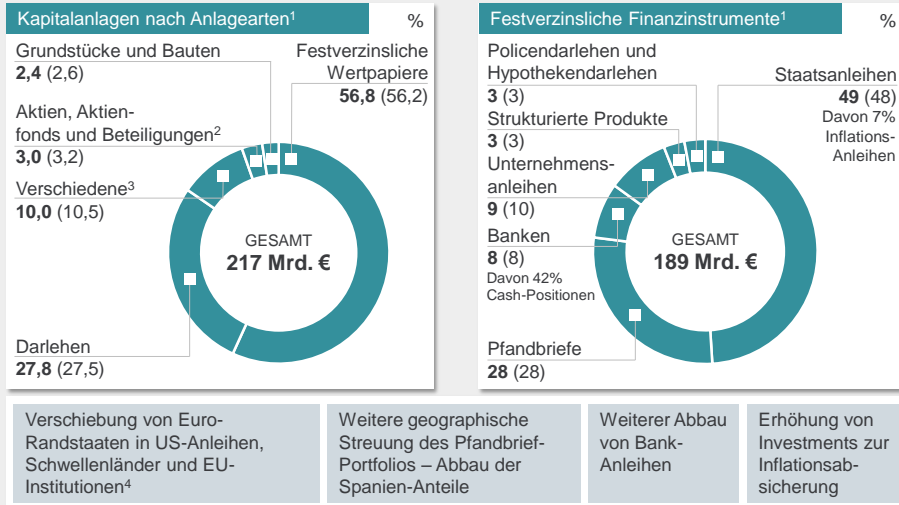 Kapitalanlagen nach Anlagearten¹ %
Grundstücke und Bauten
2,4 (2,6)
Festverzinsliche
Wertpapiere
56,8 (56,2)
Aktien, Aktien-
fonds und Beteiligungen²
3,0 (3,2)
Verschiedene³
10,0 (10,5)
GESAMT
217 Mrd. €
Darlehen
27,8 (27,5)
Festverzinsliche Finanzinstrumente¹ %
Policendarlehen und
Hypothekendarlehen
3 (3)
Staatsanleihen
49 (48)
Davon 7%
Inflations-
Anleihen
Strukturierte Produkte
3 (3)
Unternehmens-
anleihen
9 (10)
Banken
8 (8)
Davon 42%
Cash-Positionen
GESAMT
189 Mrd. €
Pfandbriefe
28 (28)
Verschiebung von Euro-
Randstaaten in US-Anleihen,
Schwellenländer und EU-
Institutionen⁴
Weitere geographische
Streuung des Pfandbrief-
Portfolios – Abbau der
Spanien-Anteile
Weiterer Abbau
von Bank-
Anleihen
Erhöhung von
Investments zur
Inflationsab-
sicherung